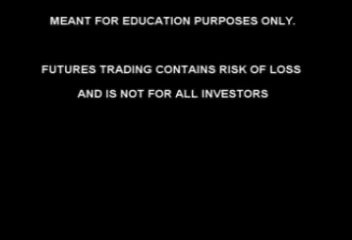 MEANT FOR EDUCATION PURPOSES ONLY.
FUTURES TRADING CONTAINS RISK OF LOSS
AND IS NOT FOR ALL INVESTORS